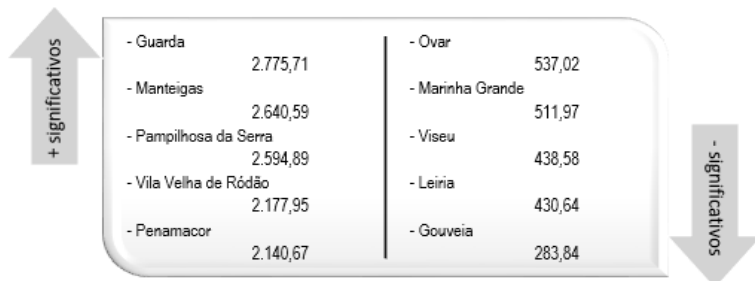 + significativos
- Guarda
2.775,71
- Manteigas
2.640,59
- Pampilhosa da Serra
2.594,89
- Vila Velha de Ródão
2.177,95
- Penamacor
2.140,67
- Ovar
537,02
- Marinha Grande
511,97
- Viseu
438,58
- Leiria
430,64
- Gouveia
283,84
- significativos